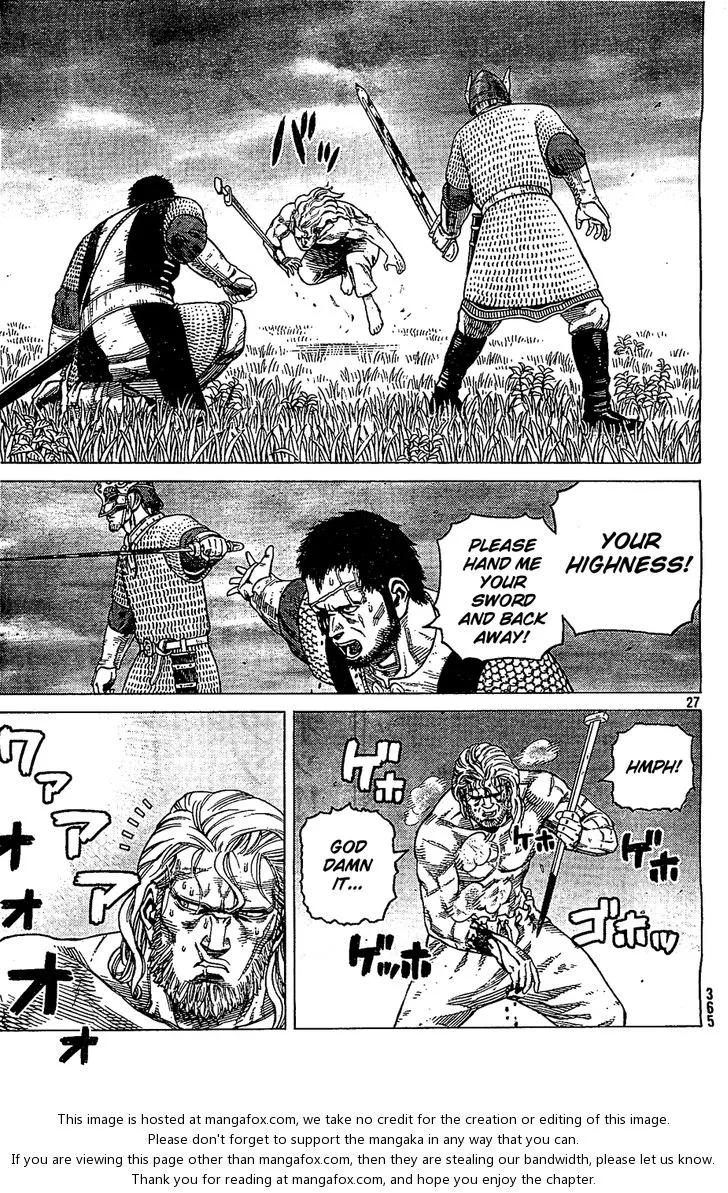 バッ
YOUR
HIGHNESS!
PLEASE
HAND ME
YOUR
SWORD
AND BACK
AWAY!
27
HMPH!
ゲホ
ゲホ
ゲホ
GOD
DAMN
IT...
ゴホッ
ゲッホ
365
ワァァァ
オオオオ
This image is hosted at mangafox.com, we take no credit for the creation or editing of this image.
Please don't forget to support the mangaka in any way that you can.
If you are viewing this page other than mangafox.com, then they are stealing our bandwidth, please let us know.
Thank you for reading at mangafox.com, and hope you enjoy the chapter.